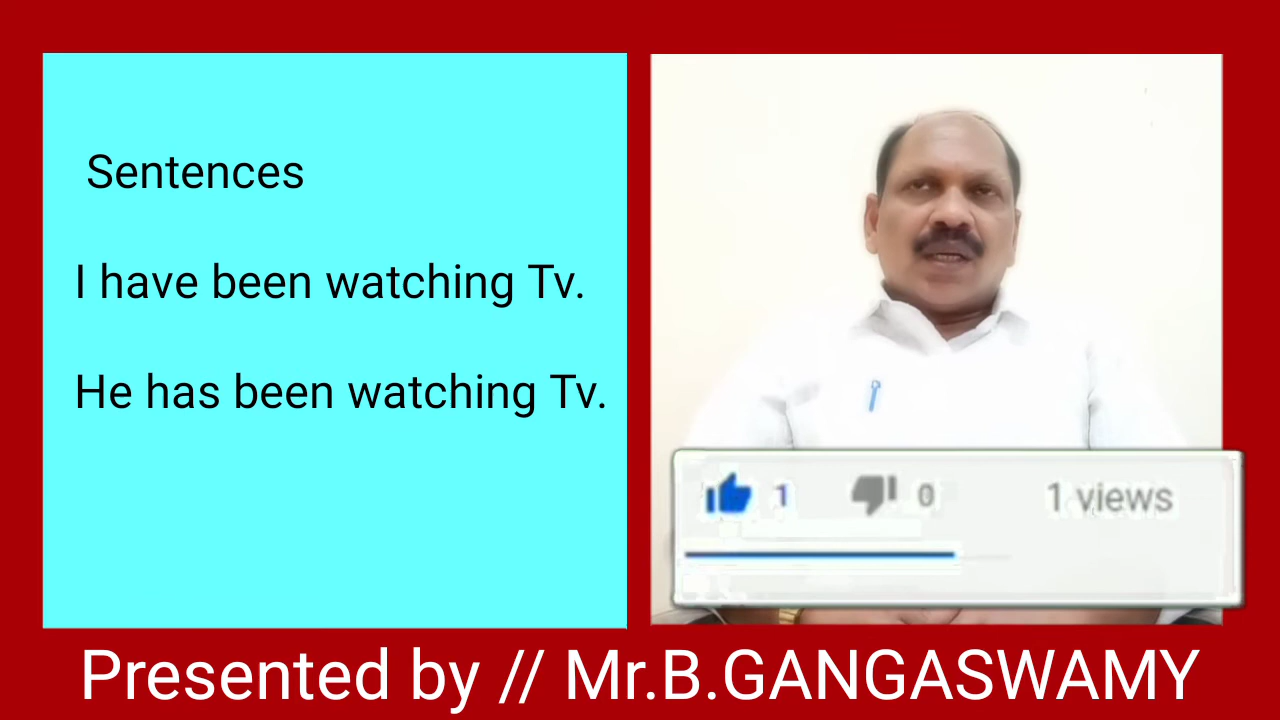 Sentences
I have been watching Tv.
He has been watching Tv.
1 0 1 views
Presented by // Mr.B.GANGASWAMY